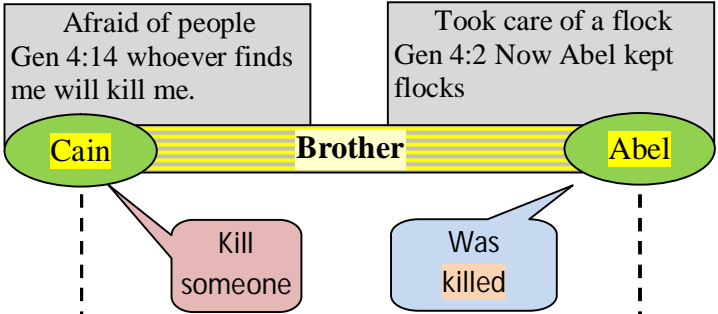 Afraid of people
Gen 4:14 whoever finds
me will kill me.
Took care of a flock
Gen 4:2 Now Abel kept
flocks
Cain
Brother
Abel
Kill
someone
Was
killed